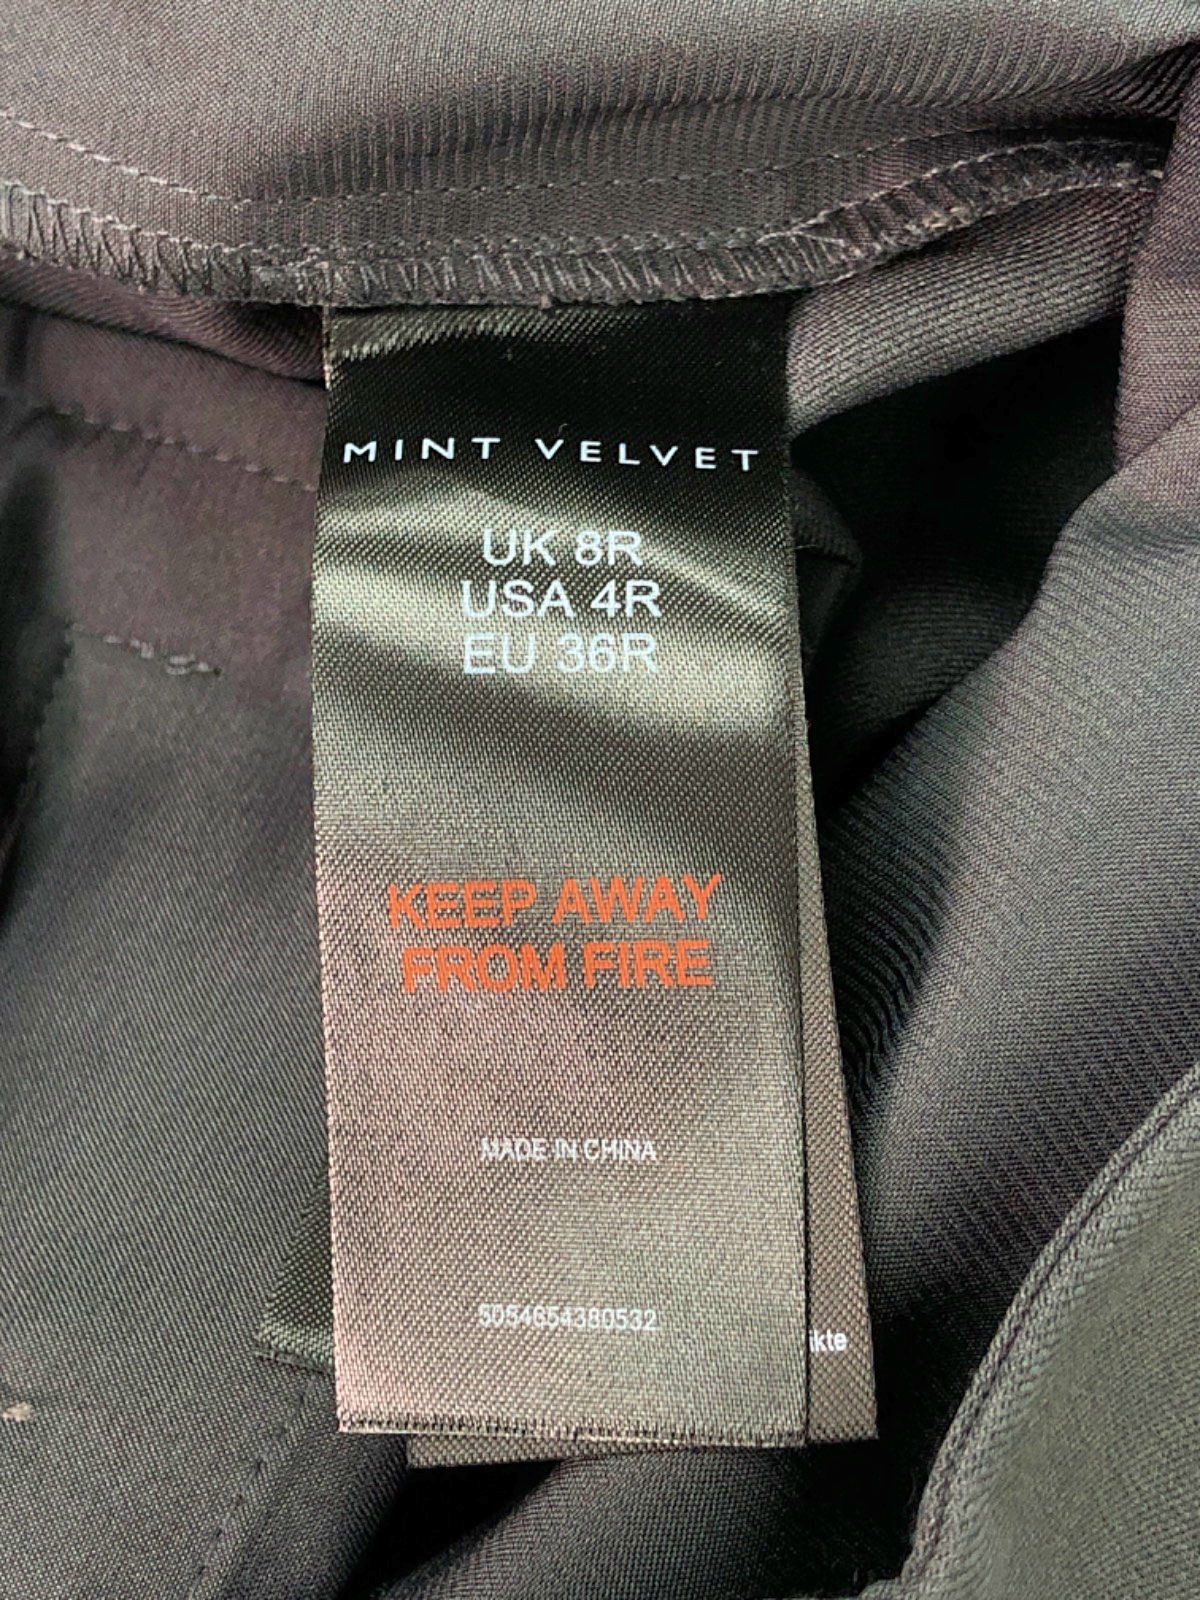 MINT VELVET
UK 8R
USA 4R
EU 36R
KEEP AWAY
FROM FIRE
MADE IN CHINA
5054654380532